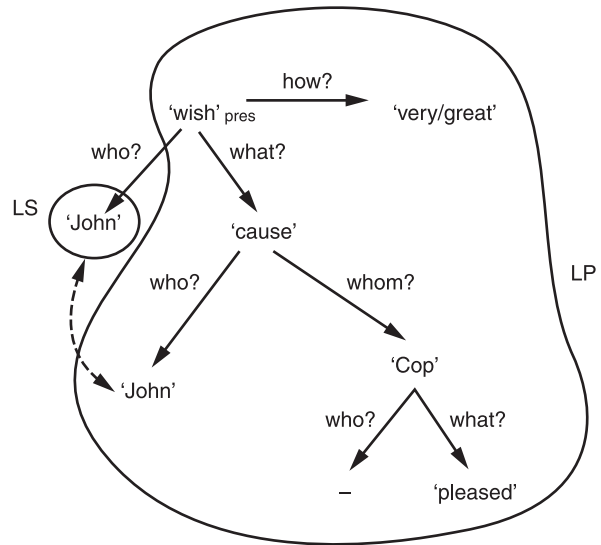 how?
‘wish’ pres
‘very/great’
who?
what?
LS
‘John’
‘cause’
who?
whom?
LP
‘Cop’
‘John’
who?
what?
–
‘pleased’